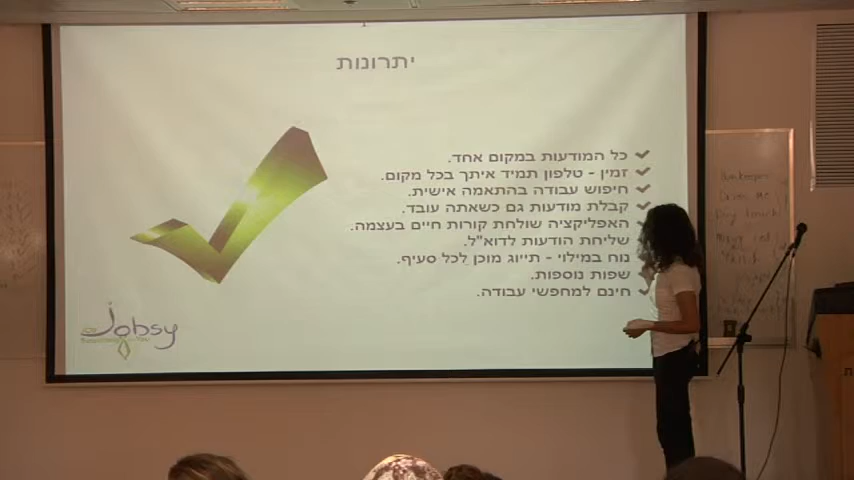 יתרונות
כל המודעות במקום אחד.
זמין - טלפון תמיד איתך בכל מקום.
חיפוש עבודה בהתאמה אישית.
קבלת מודעות גם כשאתה עובד.
האפליקציה שולחת קורות חיים בעצמה.
שליחת הודעות לדוא"ל.
נוח במילוי - תייוג מוכן לכל סעיף.
שפות נוספות.
חינם למחפשי עבודה.
Jobsy